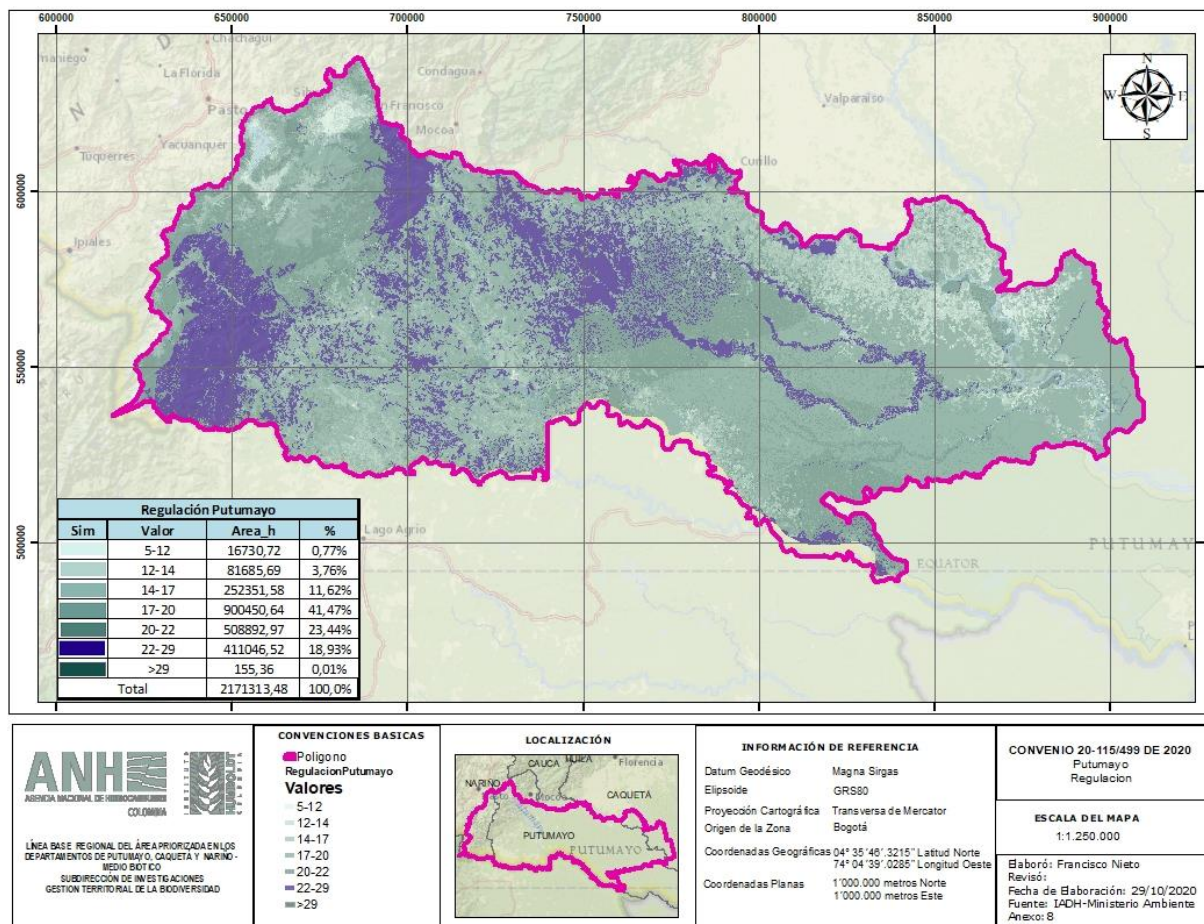 600000 650000 700000 750000 800000 850000 900000
600000
550000
500000
Chachagui
La Florida
Pasto
Yacuanquer
Tuquerres
Ipiales
Condagua
Mocoa
Valparaiso
Curillo
Lago Agrio
EQUATOR
N
W E
S
Regulación Putumayo
Sim Valor Area_h %
5-12 16730,72 0,77%
12-14 81685,69 3,76%
14-17 252351,58 11,62%
17-20 900450,64 41,47%
20-22 508892,97 23,44%
22-29 411046,52 18,93%
>29 155,36 0,01%
Total 2171313,48 100,0%
ANH
AGENCIA NACIONAL DE HIDROCARBUROS
COLOMBIA
INSTITUTO
HUMBOLDT
COLOMBIA
LÍNEA BASE REGIONAL DEL ÁREA PRIORIZADA EN LOS
DEPARTAMENTOS DE PUTUMAYO, CAQUETA Y NARIÑO -
MEDIO BIOTICO
SUBDIRECCIÓN DE INVESTIGACIONES
GESTION TERRITORIAL DE LA BIODIVERSIDAD
CONVENCIONES BASICAS
Poligono
RegulacionPutumayo
Valores
5-12
12-14
14-17
17-20
20-22
22-29
>29
LOCALIZACIÓN
Florencia
CAUCA
HUILA
NARIÑO
CAQUETÁ
PUTUMAYO
PUTUMAYO
INFORMACIÓN DE REFERENCIA
Datum Geodésico Magna Sirgas
Elipsoide GRS80
Proyección Cartográfica Transversa de Mercator
Origen de la Zona Bogotá
Coordenadas Geográficas 04° 35'46'.3215" Latitud Norte
74° 04'39'.0285" Longitud Oeste
Coordenadas Planas 1'000.000 metros Norte
1'000.000 metros Este
CONVENIO 20-115/499 DE 2020
Putumayo
Regulacion
ESCALA DEL MAPA
1:1.250.000
Elaboró: Francisco Nieto
Revisó:
Fecha de Elaboración: 29/10/2020
Fuente: IADH-Ministerio Ambiente
Anexo: 8